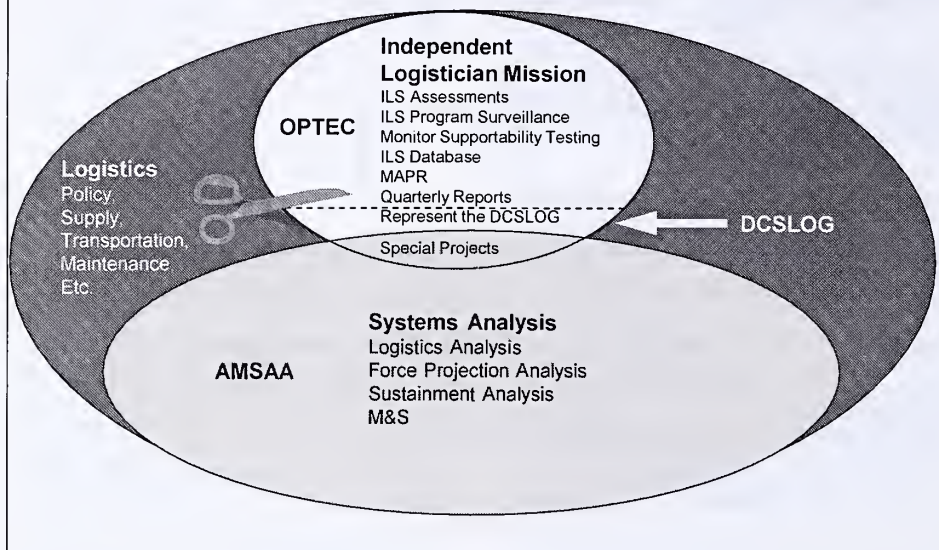 Independent
Logistician Mission
ILS Assessments
ILS Program Surveillance
Monitor Supportability Testing
ILS Database
MAPR
Quarterly Reports
Represent the DCSLOG
Special Projects
OPTEC
Logistics
Policy,
Supply,
Transportation,
Maintenance
Etc.
DCSLOG
Systems Analysis
Logistics Analysis
Force Projection Analysis
Sustainment Analysis
M&S
AMSAA